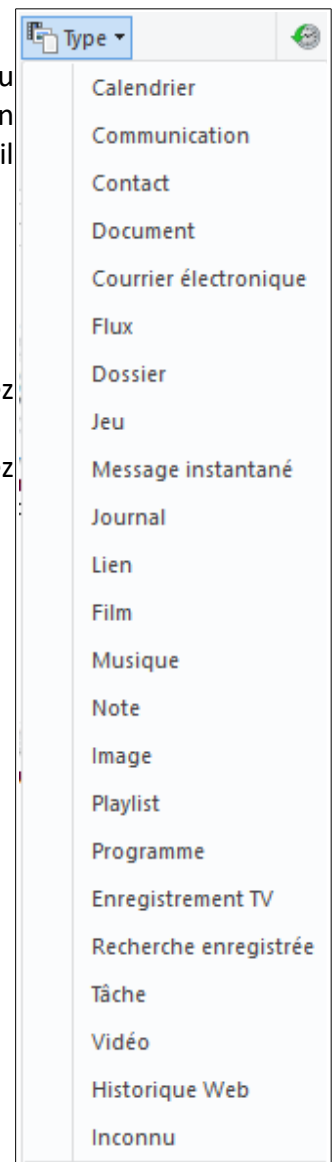 Type
Calendrier
Communication
Contact
Document
Courrier électronique
Flux
Dossier
Jeu
Message instantané
Journal
Lien
Film
Musique
Note
Image
Playlist
Programme
Enregistrement TV
Recherche enregistrée
Tâche
Vidéo
Historique Web
Inconnu